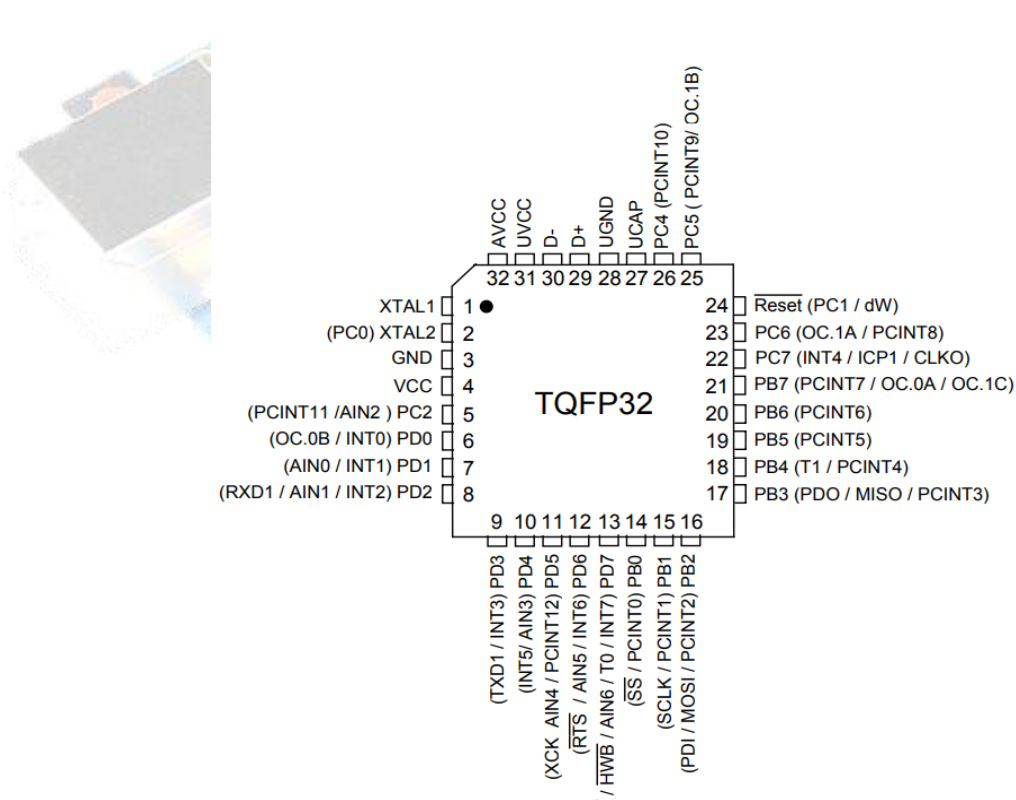 AVCC
UVCC
D-
D+
UGND
UCAP
PC4 (PCINT10)
PC5 ( PCINT9/ OC.1B)
32 31 30 29 28 27 26 25
XTAL1 1
(PC0) XTAL2 2
GND 3
VCC 4
(PCINT11 /AIN2 ) PC2 5
(OC.0B / INT0) PD0 6
(AIN0 / INT1) PD1 7
(RXD1 / AIN1 / INT2) PD2 8
TQFP32
24 Reset (PC1 / dW)
23 PC6 (OC.1A / PCINT8)
22 PC7 (INT4 / ICP1 / CLKO)
21 PB7 (PCINT7 / OC.0A / OC.1C)
20 PB6 (PCINT6)
19 PB5 (PCINT5)
18 PB4 (T1 / PCINT4)
17 PB3 (PDO / MISO / PCINT3)
9 10 11 12 13 14 15 16
(TXD1 / INT3) PD3
(INT5/ AIN3) PD4
(XCK AIN4 / PCINT12) PD5
(RTS / AIN5 / INT6) PD6
/ HWB / AIN6 / T0 / INT7) PD7
(SS / PCINT0) PB0
(SCLK / PCINT1) PB1
(PDI / MOSI / PCINT2) PB2